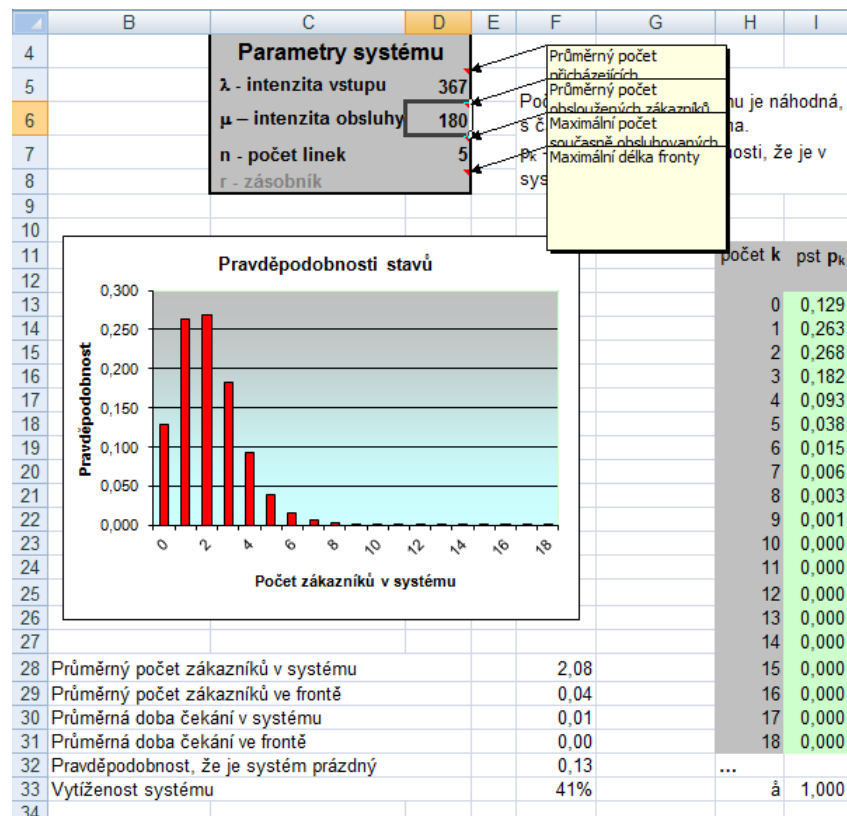 B C D E F G H I
4 Parametry systému
5 λ - intenzita vstupu 367
6 μ – intenzita obsluhy 180
7 n - počet linek 5
8 r - zásobník
Průměrný počet
přicházejících
Průměrný počet
obsloužených zákazníků
Maximální počet
současně obsluhovaných
Maximální délka fronty
mu je náhodná,
s č
pk
nosti, že je v
sys
9
10
11 počet k pst pk
12
13 0 0,129
14 1 0,263
15 2 0,268
16 3 0,182
17 4 0,093
18 5 0,038
19 6 0,015
20 7 0,006
21 8 0,003
22 9 0,001
23 10 0,000
24 11 0,000
25 12 0,000
26 13 0,000
27 14 0,000
28 Průměrný počet zákazníků v systému 2,08 15 0,000
29 Průměrný počet zákazníků ve frontě 0,04 16 0,000
30 Průměrná doba čekání v systému 0,01 17 0,000
31 Průměrná doba čekání ve frontě 0,00 18 0,000
32 Pravděpodobnost, že je systém prázdný 0,13 ...
33 Vytíženost systému 41% å 1,000
34
Pravděpodobnosti stavů
Pravděpodobnost
0,300
0,250
0,200
0,150
0,100
0,050
0,000
0 2 4 6 8 10 12 14 16 18
Počet zákazníků v systému